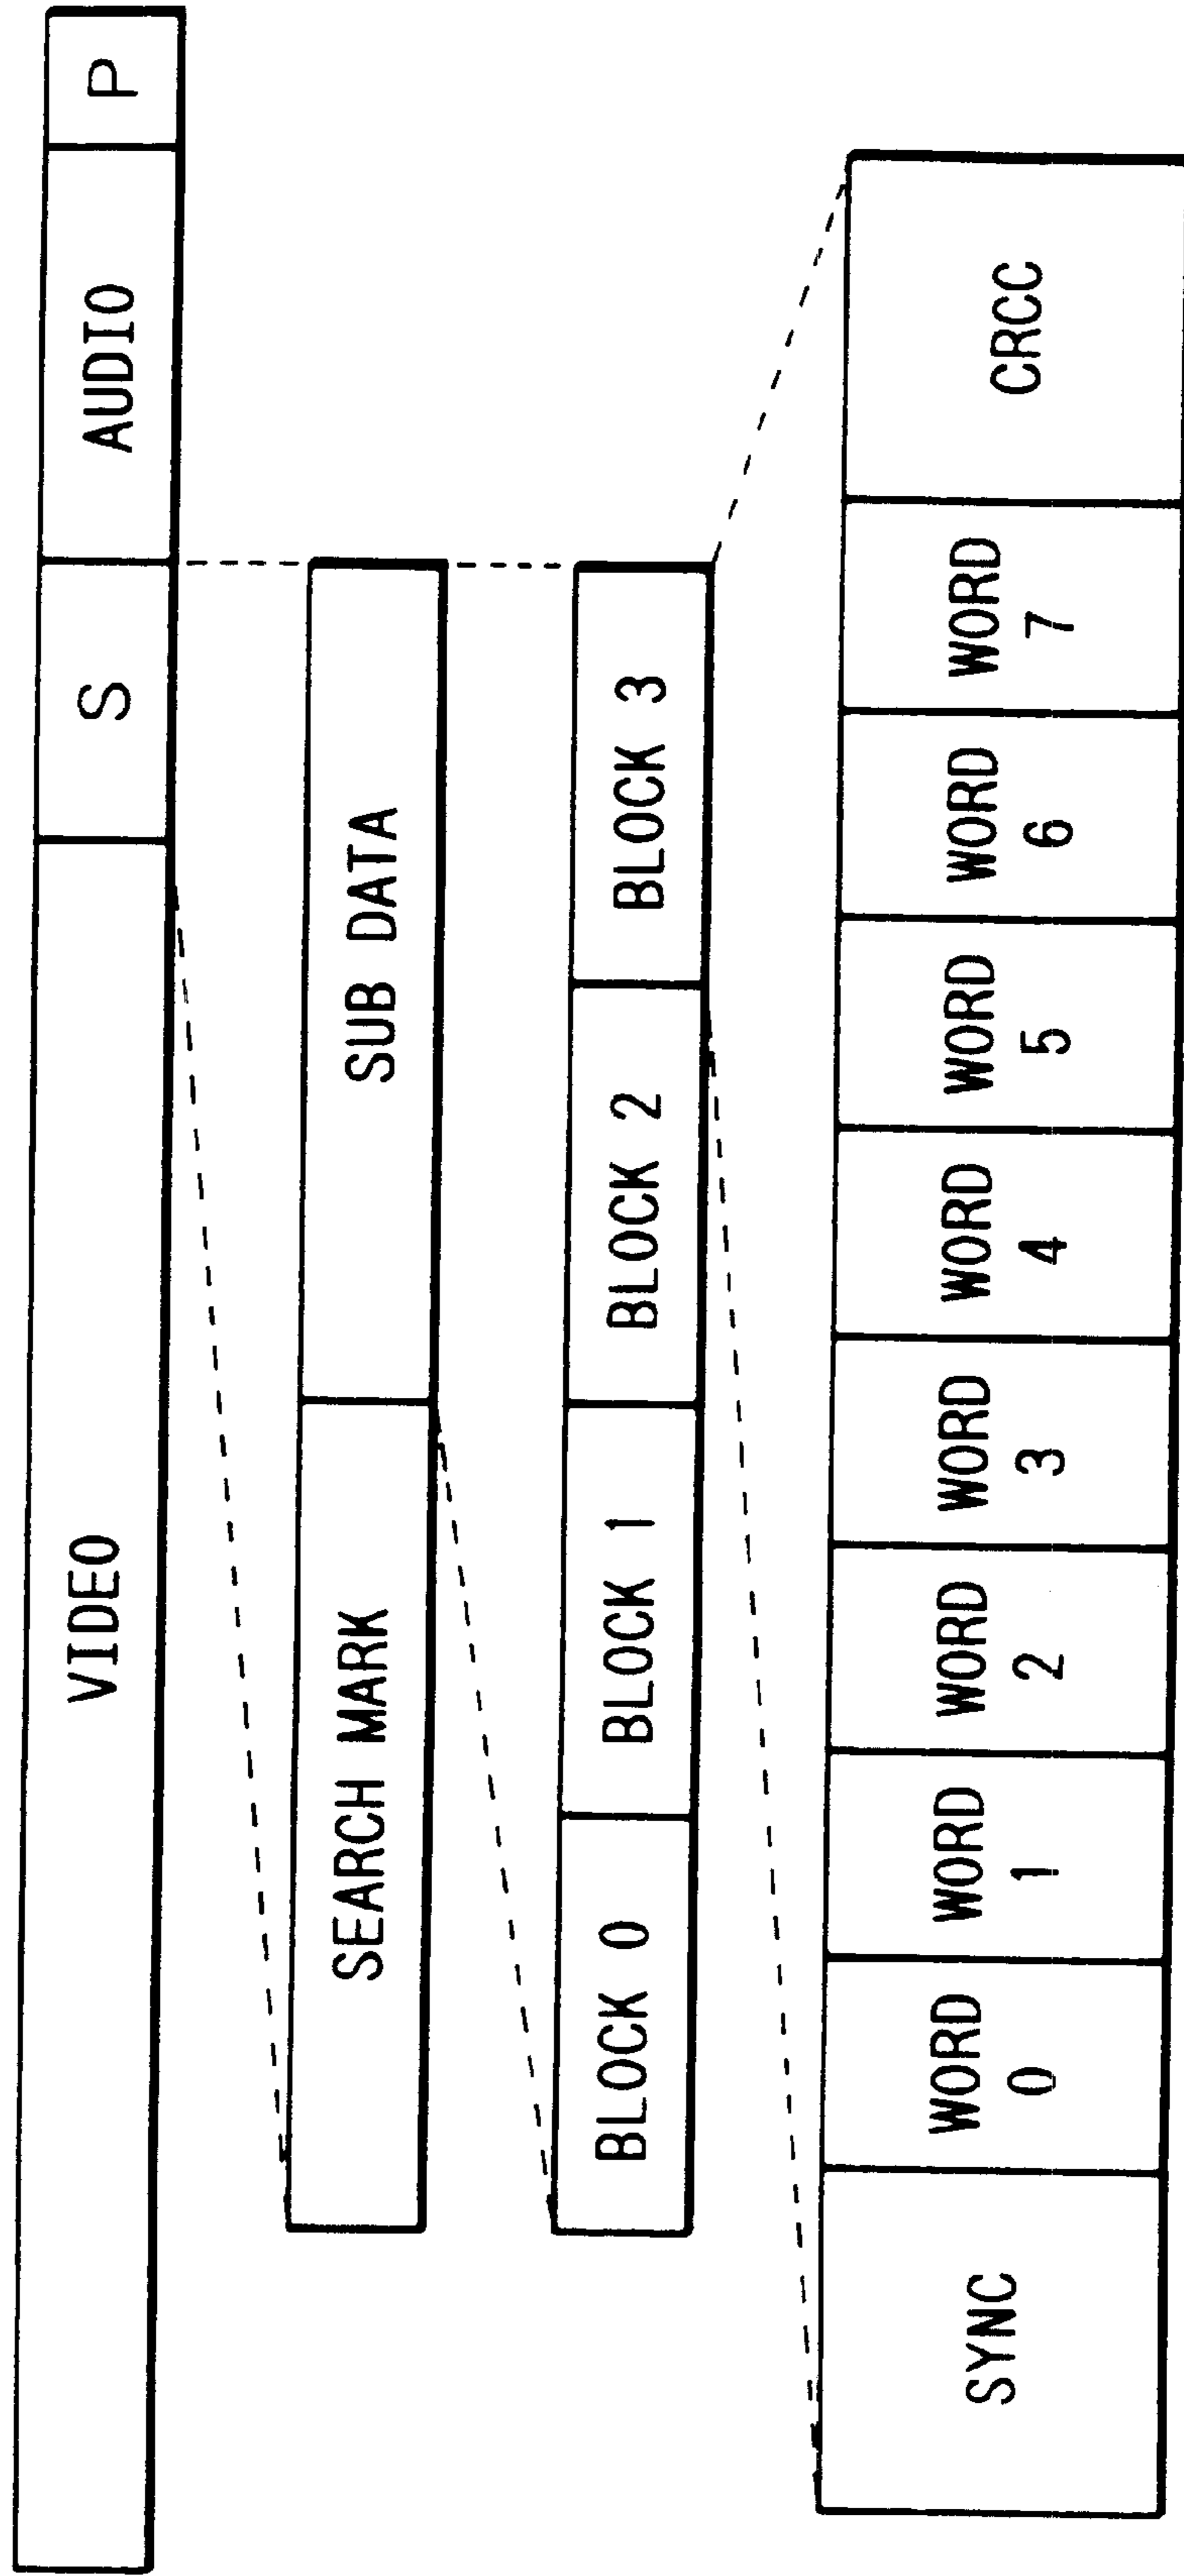 VIDEO
S
AUDIO
P
SEARCH MARK
SUB DATA
BLOCK 0
BLOCK 1
BLOCK 2
BLOCK 3
SYNC
WORD
0
WORD
1
WORD
2
WORD
3
WORD
4
WORD
5
WORD
6
WORD
7
CRCC